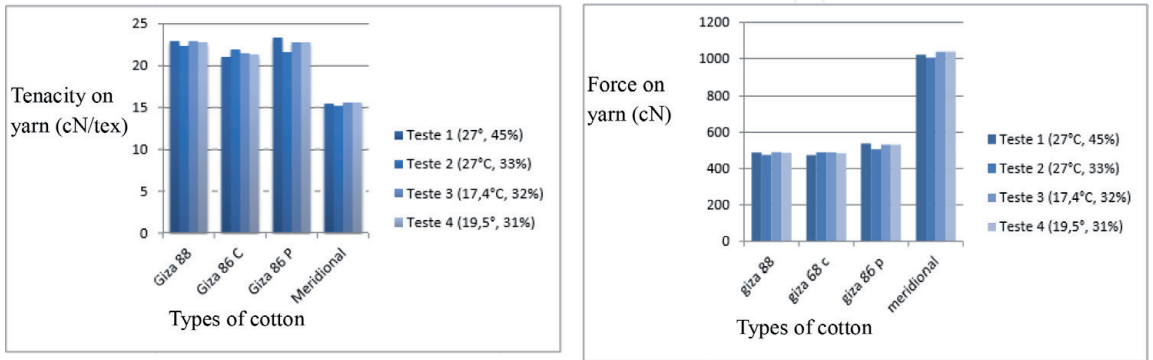 25
20
15
10
5
0
Tenacity on
yarn (cN/tex)
Giza 88
Giza 86 C
Giza 86 P
Meridional
Types of cotton
Teste 1 (27°, 45%)
Teste 2 (27°C, 33%)
Teste 3 (17,4°C, 32%)
Teste 4 (19,5°, 31%)
1200
1000
800
600
400
200
0
Force on
yarn (cN)
giza 88
giza 68 c
giza 86 p
meridional
Types of cotton
Teste 1 (27°C, 45%)
Teste 2 (27°C, 33%)
Teste 3 (17,4°C, 32%)
Teste 4 (19,5°, 31%)